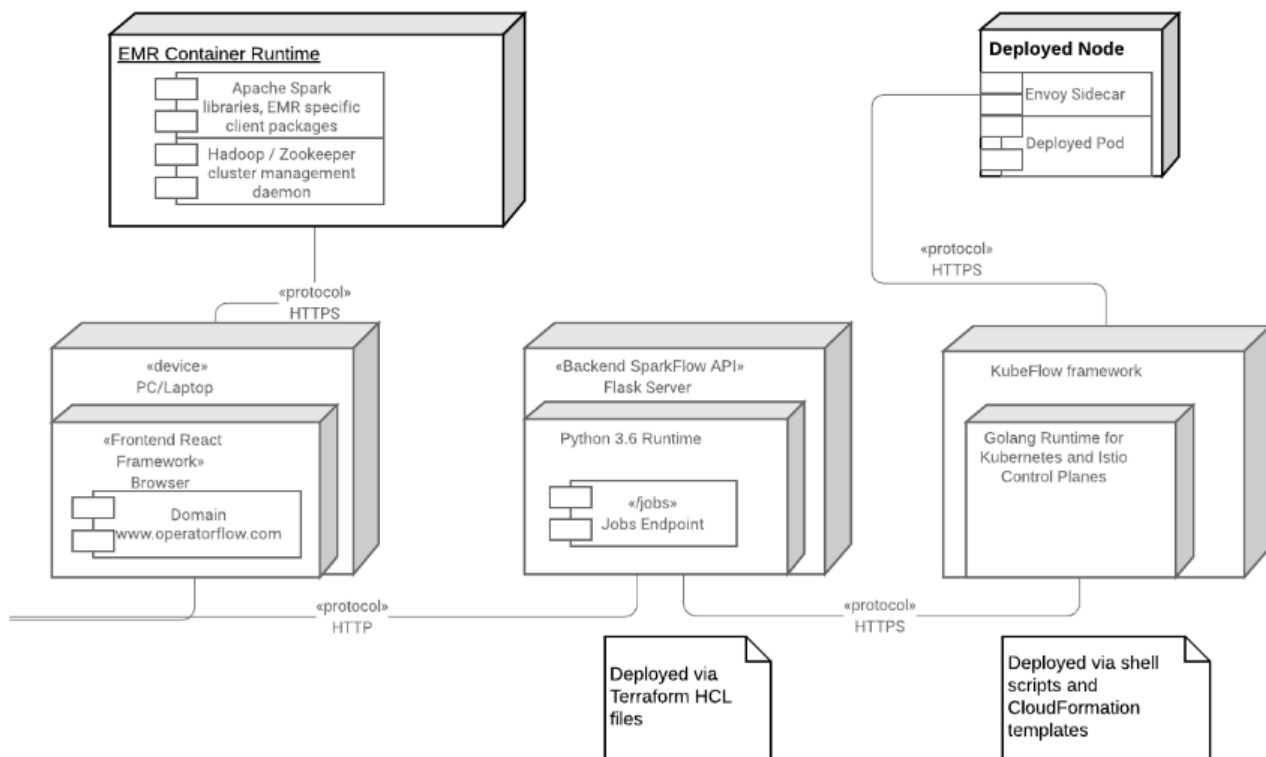 EMR Container Runtime
Apache Spark
libraries, EMR specific
client packages
Hadoop / Zookeeper
cluster management
daemon
Deployed Node
Envoy Sidecar
Deployed Pod
«protocol»
HTTPS
«protocol»
HTTPS
«device»
PC/Laptop
«Frontend React
Framework»
Browser
Domain
www.operatorflow.com
«Backend SparkFlow API»
Flask Server
Python 3.6 Runtime
«/jobs»
Jobs Endpoint
KubeFlow framework
Golang Runtime for
Kubernetes and Istio
Control Planes
«protocol»
HTTP
«protocol»
HTTPS
Deployed via
Terraform HCL
files
Deployed via shell
scripts and
CloudFormation
templates